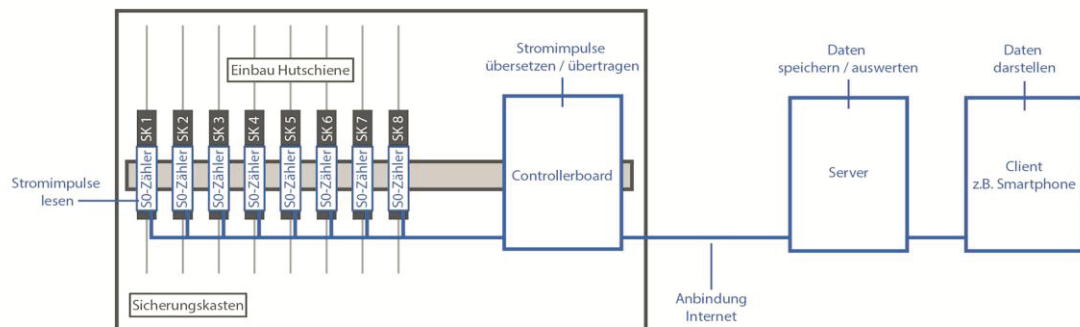 Stromimpulse
übersetzen / übertragen
Daten
speichern / auswerten
Daten
darstellen
Einbau Hutschiene
SK 1
SK 2
SK 3
SK 4
SK 5
SK 6
SK 7
SK 8
S0-Zähler
S0-Zähler
S0-Zähler
S0-Zähler
S0-Zähler
S0-Zähler
S0-Zähler
S0-Zähler
Stromimpulse
lesen
Controllerboard
Server
Client
z.B. Smartphone
Sicherungskasten
Anbindung
Internet